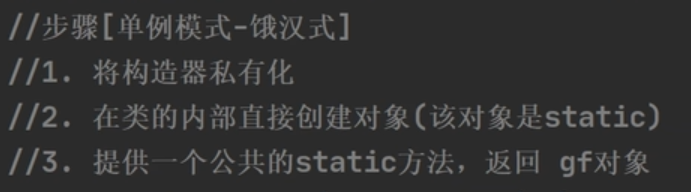 //步骤[单例模式-饿汉式]
//1. 将构造器私有化
//2. 在类的内部直接创建对象(该对象是static)
//3. 提供一个公共的static方法，返回 gf对象